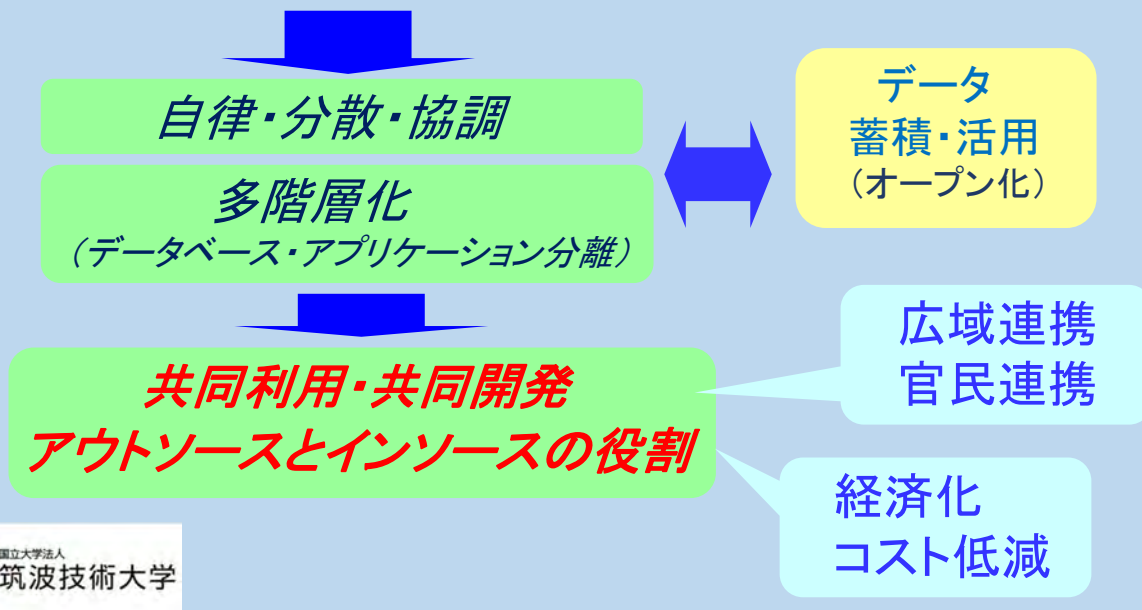 自律・分散・協調
多階層化
（データベース・アプリケーション分離）
データ
蓄積・活用
（オープン化）
共同利用・共同開発
アウトソースとインソースの役割
広域連携
官民連携
経済化
コスト低減
国立大学法人
筑波技術大学